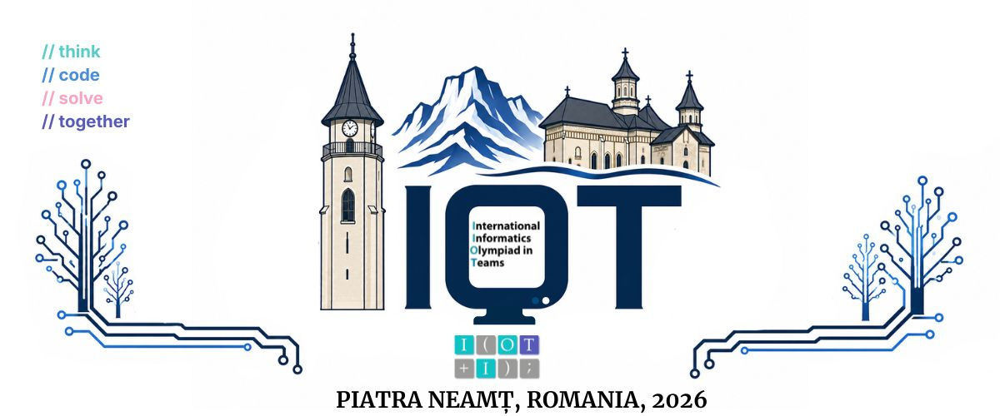 // think
// code
// solve
// together
IOT
International
Informatics
Olympiad in
Teams
I(OT
+I);
PIATRA NEAMȚ, ROMANIA, 2026